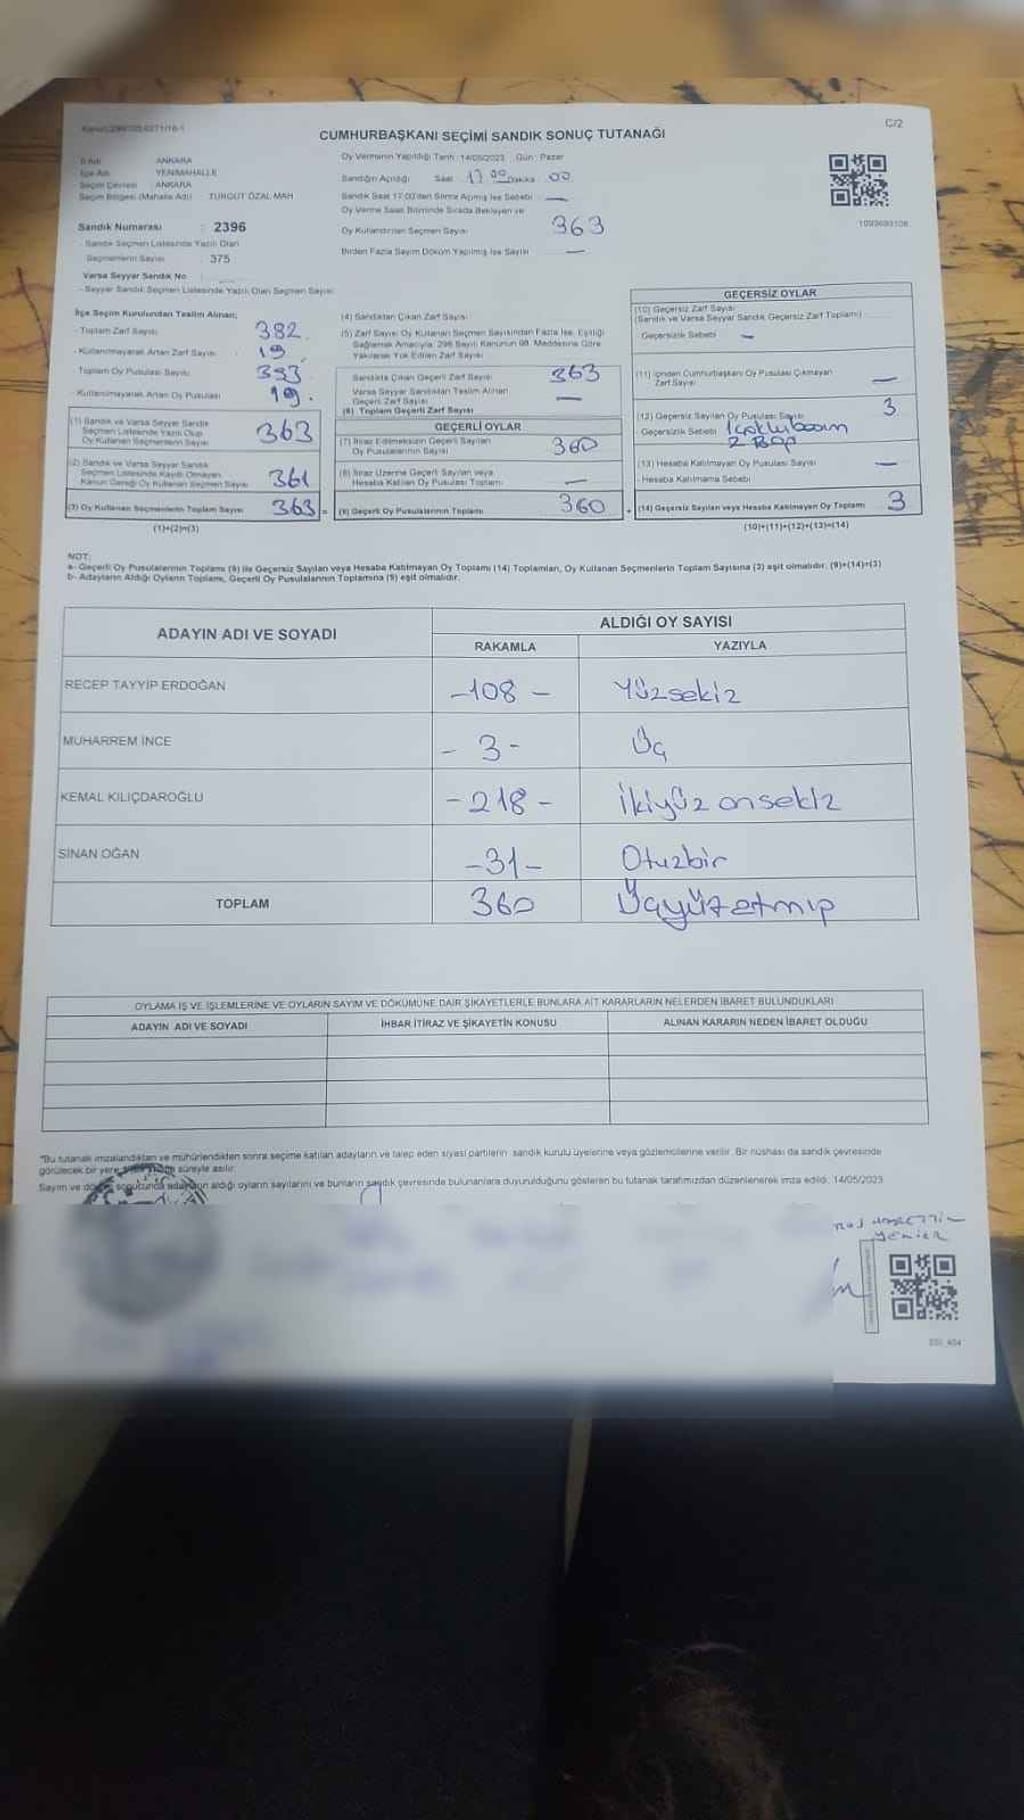 C/2
CUMHURBAŞKANI SEÇİMİ SANDIK SONUÇ TUTANAĞI
İl Adı ANKARA
İlçe Adı YENİMAHALLE
Seçim Çevresi ANKARA
Seçim Bölgesi (Mahalle Adı) TURGUT ÖZAL MAH
Sandık Numarası : 2396
- Sandık Seçmen Listesinde Yazılı Olan
Seçmenlerin Sayısı : 375
Varsa Seyyar Sandık No
- Seyyar Sandık Seçmen Listesinde Yazılı Olan Seçmen Sayısı
Oy Vermenin Yapıldığı Tarih : 14/05/2023 Gün : Pazar
Sandığın Açıldığı Saat 17 00 Dakika 00
Sandık Saat 17:00'den Sonra Açılmış İse Sebebi : —
Oy Verme Saati Bitiminde Sırada Bekleyen ve
Oy Kullandırılan Seçmen Sayısı 363
Birden Fazla Sayım Döküm Yapılmış İse Sayısı —
1099699106
İlçe Seçim Kurulundan Teslim Alınan;
- Toplam Zarf Sayısı 382
- Kullanılmayarak Artan Zarf Sayısı : 19
- Toplam Oy Pusulası Sayısı 393
- Kullanılmayarak Artan Oy Pusulası 19.
(1) Sandık ve Varsa Seyyar Sandık
Seçmen Listesinde Yazılı Olup
Oy Kullanan Seçmenlerin Sayısı 363
(2) Sandık ve Varsa Seyyar Sandık
Seçmen Listesinde Kayıtlı Olmayan
Kanun Gereği Oy Kullanan Seçmen Sayısı 361
(3) Oy Kullanan Seçmenlerin Toplam Sayısı 363 =
(1)+(2)=(3)
(4) Sandıktan Çıkan Zarf Sayısı
(5) Zarf Sayısı Oy Kullanan Seçmen Sayısından Fazla İse, Eşitliği
Sağlamak Amacıyla, 298 Sayılı Kanunun 98. Maddesine Göre
Yakılarak Yok Edilen Zarf Sayısı
Sandıkta Çıkan Geçerli Zarf Sayısı 363
Varsa Seyyar Sandıktan Teslim Alınan
Geçerli Zarf Sayısı —
(6) Toplam Geçerli Zarf Sayısı
GEÇERLİ OYLAR
(7) İtiraz Edilmeksizin Geçerli Sayılan
Oy Pusulalarının Sayısı 360
(8) İtiraz Üzerine Geçerli Sayılan veya
Hesaba Katılan Oy Pusulası Toplamı —
(9) Geçerli Oy Pusulalarının Toplamı 360 +
GEÇERSİZ OYLAR
(10) Geçersiz Zarf Sayısı
(Sandık ve Varsa Seyyar Sandık Geçersiz Zarf Toplamı)
- Geçersizlik Sebebi —
(11) İçinden Cumhurbaşkanı Oy Pusulası Çıkmayan
Zarf Sayısı —
(12) Geçersiz Sayılan Oy Pusulası Sayısı 3
- Geçersizlik Sebebi 1 çoklu basım
2 Boş
(13) Hesaba Katılmayan Oy Pusulası Sayısı —
- Hesaba Katılmama Sebebi
(14) Geçersiz Sayılan veya Hesaba Katılmayan Oy Toplamı 3
(10)+(11)+(12)+(13)=(14)
NOT:
a- Geçerli Oy Pusulalarının Toplamı (9) ile Geçersiz Sayılan veya Hesaba Katılmayan Oy Toplamı (14) Toplamları, Oy Kullanan Seçmenlerin Toplam Sayısına (3) eşit olmalıdır. (9)+(14)=(3)
b- Adayların Aldığı Oyların Toplamı, Geçerli Oy Pusulalarının Toplamına (9) eşit olmalıdır.
ADAYIN ADI VE SOYADI ALDIĞI OY SAYISI
RAKAMLA YAZIYLA
RECEP TAYYİP ERDOĞAN -108- Yüzsekiz
MUHARREM İNCE -3- Üç
KEMAL KILIÇDAROĞLU -218- İkiyüz onsekiz
SİNAN OĞAN -31- Otuzbir
TOPLAM 360 Üçyüzatmış
OYLAMA İŞ VE İŞLEMLERİNE VE OYLARIN SAYIM VE DÖKÜMÜNE DAİR ŞİKAYETLERLE BUNLARA AİT KARARLARIN NELERDEN İBARET BULUNDUKLARI
ADAYIN ADI VE SOYADI İHBAR İTİRAZ VE ŞİKAYETİN KONUSU ALINAN KARARIN NEDEN İBARET OLDUĞU
*Bu tutanak imzalandıktan ve mühürlendikten sonra seçime katılan adayların ve talep eden siyasi partilerin sandık kurulu üyelerine veya gözlemcilerine verilir. Bir nüshası da sandık çevresinde
görülecek bir yere süreyle asılır.
Sayım ve döküm sonucunda adayların aldığı oyların sayılarını ve bunların sandık çevresinde bulunanlara duyurulduğunu gösteren bu tutanak tarafımızdan düzenlenerek imza edildi. 14/05/2023